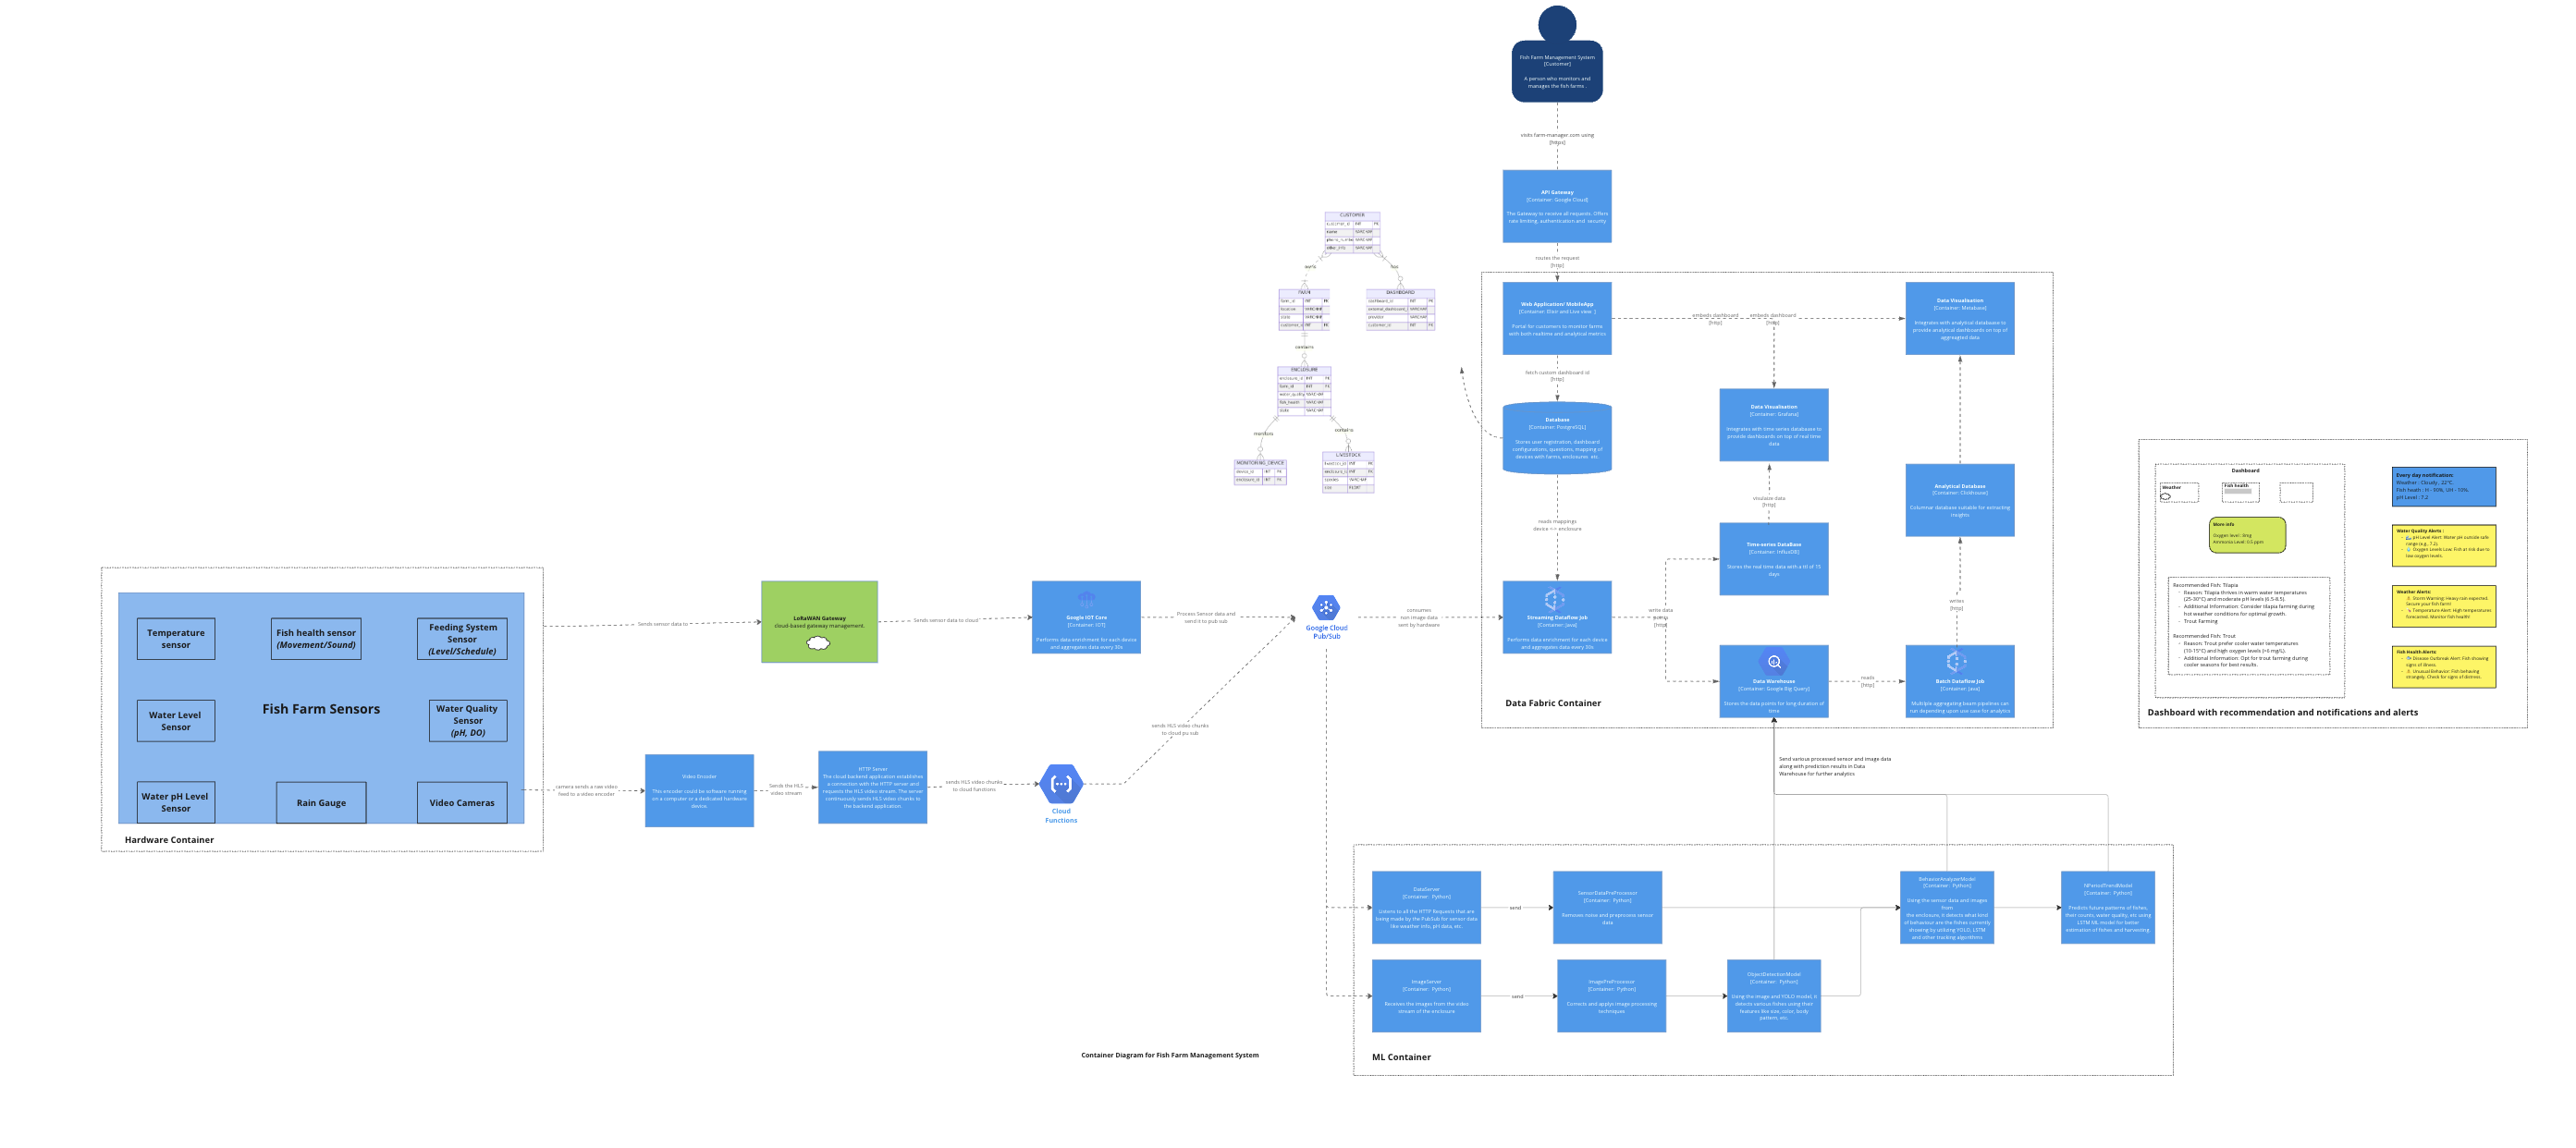 Fish Farm Management System
[Customer]
A person who monitors and
manages the fish farms .
visits farm-manager.com using
[https]
API Gateway
[Container: Google Cloud]
The Gateway to receive all requests. Offers
rate limiting, authentication and security
routes the request
[http]
CUSTOMER
INT
PK
name
VARCHAR
VARCHAR
VARCHAR
owns
has
farm_id
INT
PK
location
VARCHAR
state
VARCHAR
INT
FK
DASHBOARD
dashboard_id
INT
PK
VARCHAR
provider
VARCHAR
customer_id
INT
FK
contains
ENCLOSURE
enclosure_id
INT
PK
farm_id
INT
FK
water_quality
VARCHAR
fish_health
VARCHAR
state
VARCHAR
monitors
contains
MONITORING_DEVICE
device_id
INT
PK
enclosure_id
INT
FK
LIVESTOCK
INT
PK
INT
FK
species
VARCHAR
size
Web Application/ MobileApp
[Container: Elixir and Live view ]
Portal for customers to monitor farms
with both realtime and analytical metrics
embeds dashboard
[http]
embeds dashboard
[http]
Data Visualisation
[Container: Metabase]
Integrates with analytical databease to
provide analytical dashboards on top of
aggreagted data
fetch custom dashboard id
[http]
Database
[Container: PostgreSQL]
Stores user registration, dashboard
configurations, questions, mapping of
devices with farms, enclosures etc
Data Visualisation
[Container: Grafana]
Integrates with time series databease to
provide dashboards on top of real time
data
visulaize data
[http]
Analytical Database
[Container: Clickhouse]
Columnar database suitable for extracting
insights.
reads mappings
device <> enclosure
Time-series DataBase
[Container: InfluxDB]
Stores the real time data with a ttl of 15
days
Streaming Dataflow Job
[Container: Java]
Performs data enrichment for each device
and aggregates data every 30s
write data
[http]
writes
[http]
Data Warehouse
[Container: Google Big Query]
Stores the data points for long duration of
time
reads
[http]
Batch Dataflow Job
[Container: Java]
Multiple aggregating beam pipelines can
run depending upon use case for analytics
Data Fabric Container
Temperature
sensor
Fish health sensor
(Movement/Sound)
Feeding System
Sensor
(Level/Schedule)
Water Level
Sensor
Fish Farm Sensors
Water Quality
Sensor
(pH, DO)
Water pH Level
Sensor
Rain Gauge
Video Cameras
Hardware Container
Sends sensor data to
LoRaWAN Gateway
cloud-based gateway management.
Sends sensor data to cloud
Google IOT Core
[Container: IOT]
Performs data enrichment for each device
and aggregates data every 30s
Process Sensor data and
send it to pub sub
Google Cloud
Pub/Sub
consumes
non image data
sent by hardware
camera sends a raw video
feed to a video encoder
Video Encoder
This encoder could be software running
on a computer or a dedicated hardware
device.
Sends the HLS
video stream
HTTP Server
The cloud backend application establishes
a connection with the HTTP server and
requests the HLS video stream. The server
continuously sends HLS video chunks to
the backend application.
sends HLS video chunks
to cloud functions
Cloud
Functions
sends HLS video chunks
to cloud pu sub
Send various processed sensor and image data
along with prediction results in Data
Warehouse for further analytics
DataServer
[Container: Python]
Listens to all the HTTP Requests that are
being made by the PubSub for sensor data
like weather info, pH data, etc.
send
SensorDataPreProcessor
[Container: Python]
Removes noise and preprocess sensor
data
BehaviorAnalyzerModel
[Container: Python]
Using the sensor data and images
from
the enclosure, it detects what kind
of behaviour are the fishes currently
showing by utilizing YOLO, LSTM
and other tracking algorithms
NPeriodTrendModel
[Container: Python]
Predicts future patterns of fishes,
their counts, water quality, etc using
LSTM ML model for better
estimation of fishes and harvesting.
ImageServer
[Container: Python]
Receives the images from the video
stream of the enclosure
send
ImagePreProcessor
[Container: Python]
Corrects and applys image processing
techniques
ObjectDetectionModel
[Container: Python]
Using the image and YOLO model, it
detects various fishes using their
features like size, color, body
pattern, etc.
ML Container
Container Diagram for Fish Farm Management System
Dashboard
Weather
Fish health
More info
Oxygen level: 8mg
Ammonia Level: 0.5 ppm
Recommended Fish: Tilapia
- Reason: Tilapia thrives in warm water temperatures
(25-30°C) and moderate pH levels (6.5-8.5).
- Additional Information: Consider tilapia farming during
hot weather conditions for optimal growth.
- Trout Farming
Recommended Fish: Trout
- Reason: Trout prefer cooler water temperatures
(10-15°C) and high oxygen levels (>6 mg/L).
- Additional Information: Opt for trout farming during
cooler seasons for best results.
Every day notification:
Weather : Cloudy , 22°C
Fish heath : H - 90%, UH - 10%
pH Level : 7.2
Water Quality Alerts :
- pH Level Alert: Water pH outside safe
range (e.g., 7.2).
- Oxygen Levels Low: Fish at risk due to
low oxygen levels.
Weather Alerts:
Storm Warning: Heavy rain expected.
Secure your fish farm!
- Temperature Alert: High temperatures
forecasted. Monitor fish health
Fish Health Alerts:
- Disease Outbreak Alert: Fish showing
signs of illness.
- Unusual Behavior: Fish behaving
strangely. Check for signs of distress.
Dashboard with recommendation and notifications and alerts